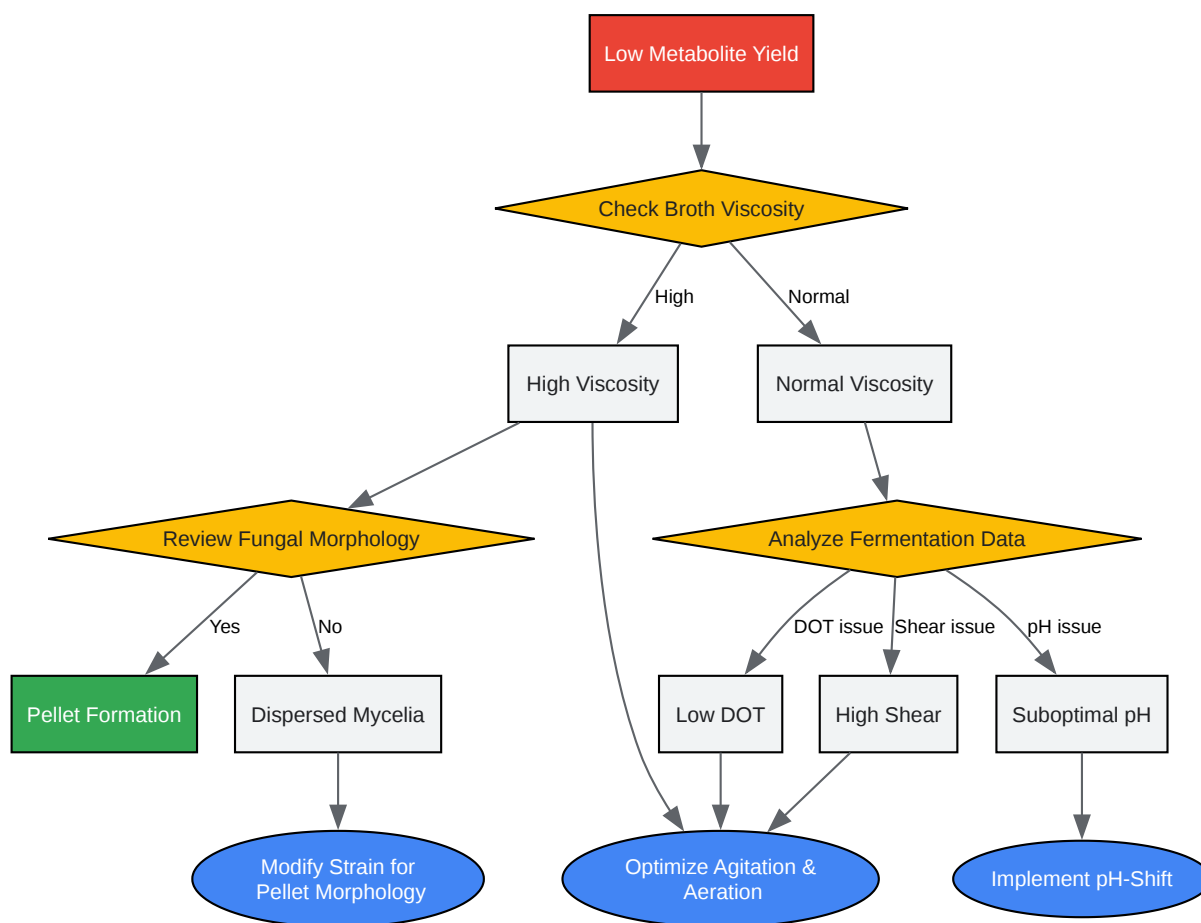 Low Metabolite Yield
Check Broth Viscosity
High
Normal
High Viscosity
Normal Viscosity
Review Fungal Morphology
Analyze Fermentation Data
Yes
No
DOT issue
Shear issue
pH issue
Pellet Formation
Dispersed Mycelia
Low DOT
High Shear
Suboptimal pH
Modify Strain for
Pellet Morphology
Optimize Agitation &
Aeration
Implement pH-Shift